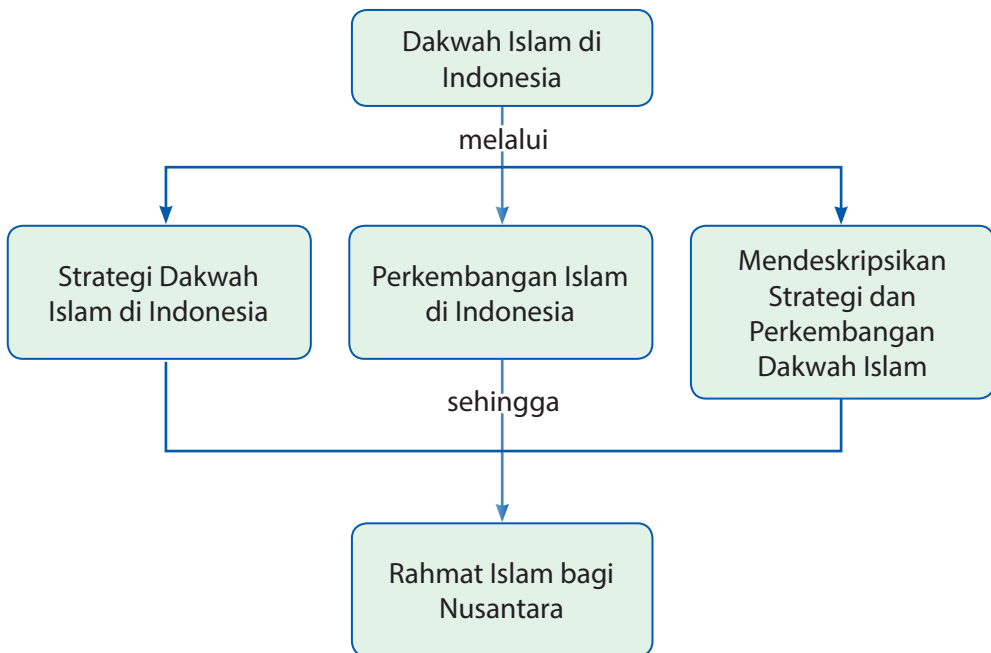 Dakwah Islam di
Indonesia
melalui
Strategi Dakwah
Islam di Indonesia
Perkembangan Islam
di Indonesia
Mendeskripsikan
Strategi dan
Perkembangan
Dakwah Islam
sehingga
Rahmat Islam bagi
Nusantara